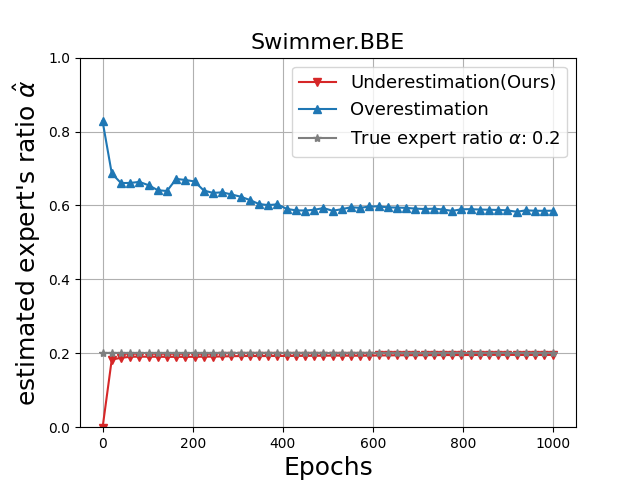 Swimmer.BBE
1.0
0.8
0.6
0.4
0.2
0.0
estimated expert's ratio α̂
Underestimation(Ours)
Overestimation
True expert ratio α: 0.2
0
200
400
600
800
1000
Epochs